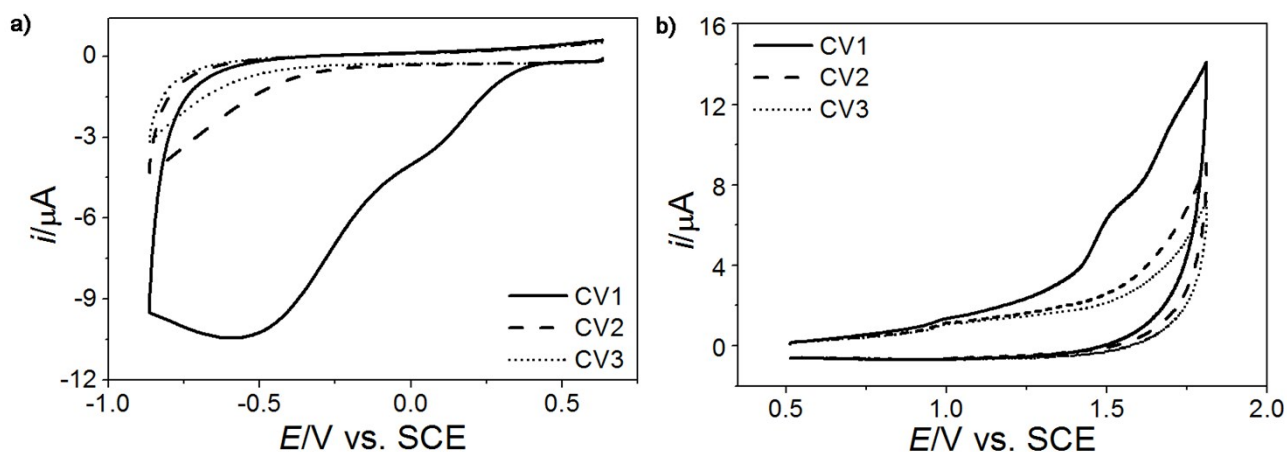 a)
0
-3
-6
-9
-12
i/μA
CV1
CV2
CV3
-1.0 -0.5 0.0 0.5
E/V vs. SCE
b)
16
12
8
4
0
i/μA
CV1
CV2
CV3
0.5 1.0 1.5 2.0
E/V vs. SCE